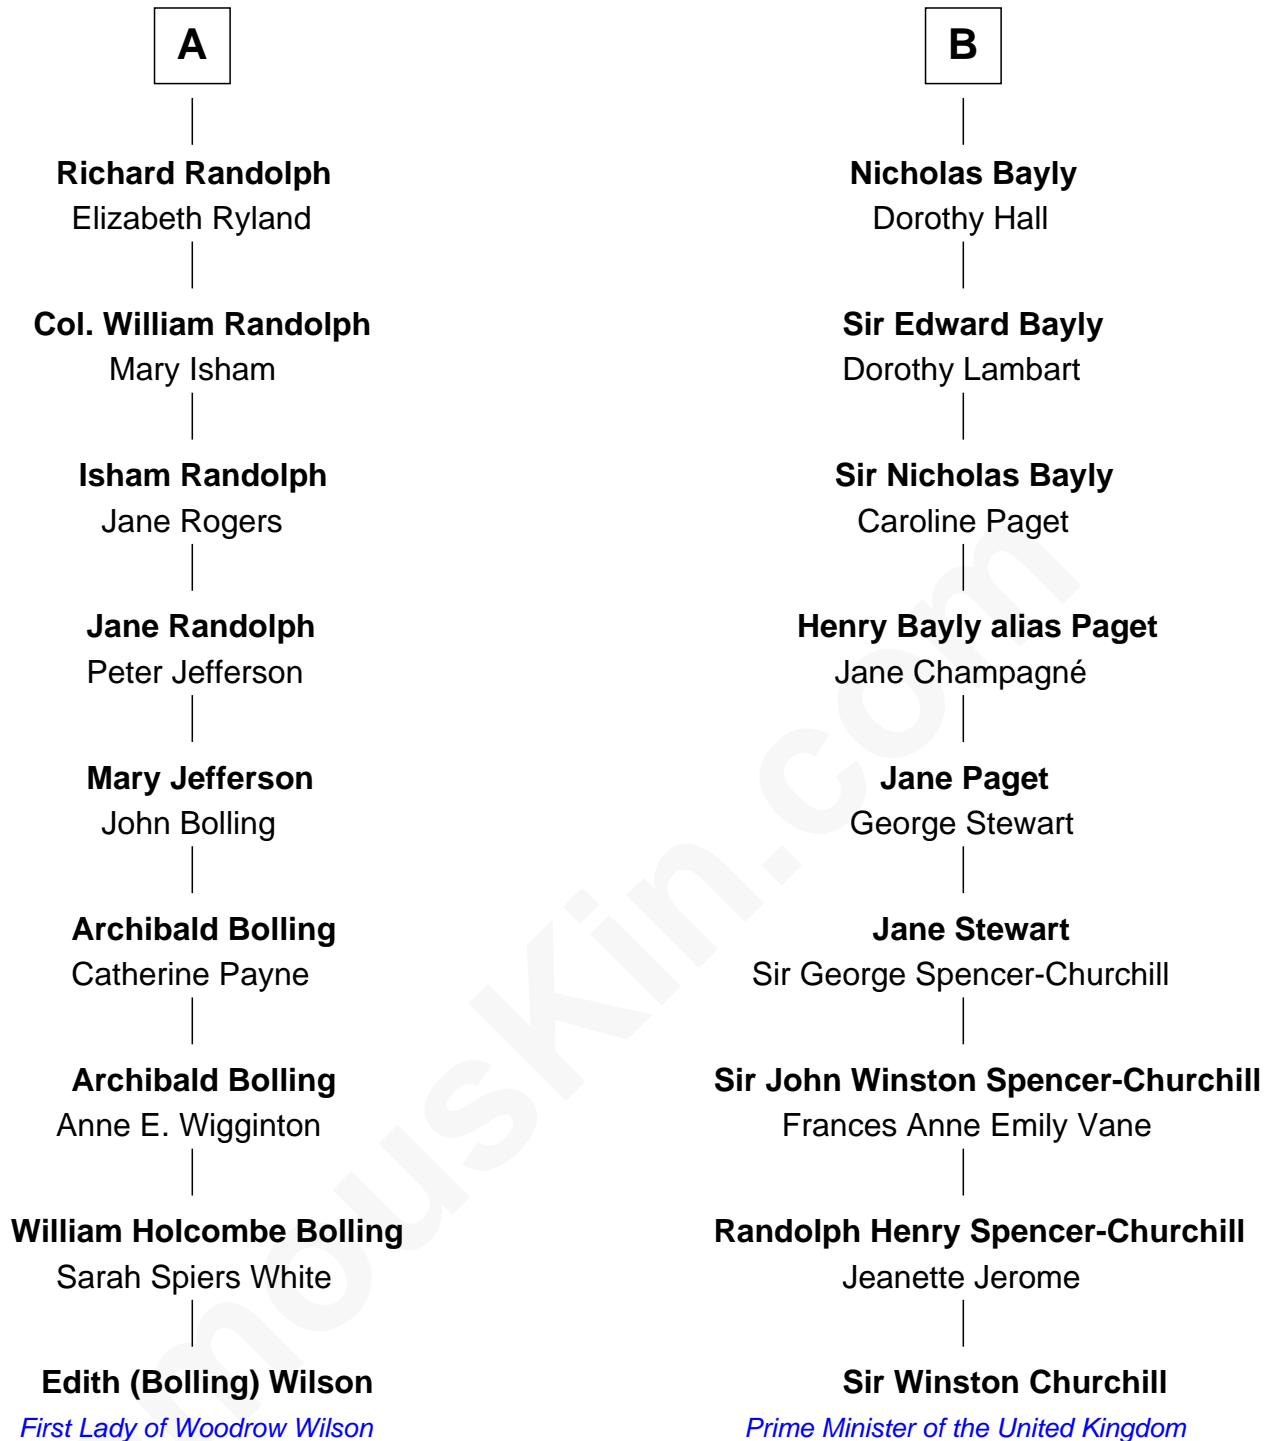 A
B
Richard Randolph
Elizabeth Ryland
Nicholas Bayly
Dorothy Hall
Col. William Randolph
Mary Isham
Sir Edward Bayly
Dorothy Lambart
Isham Randolph
Jane Rogers
Sir Nicholas Bayly
Caroline Paget
Jane Randolph
Peter Jefferson
Henry Bayly alias Paget
Jane Champagné
Mary Jefferson
John Bolling
Jane Paget
George Stewart
Archibald Bolling
Catherine Payne
Jane Stewart
Sir George Spencer-Churchill
Archibald Bolling
Anne E. Wigginton
Sir John Winston Spencer-Churchill
Frances Anne Emily Vane
William Holcombe Bolling
Sarah Spiers White
Randolph Henry Spencer-Churchill
Jeanette Jerome
Edith (Bolling) Wilson
First Lady of Woodrow Wilson
Sir Winston Churchill
Prime Minister of the United Kingdom
mousKin.com